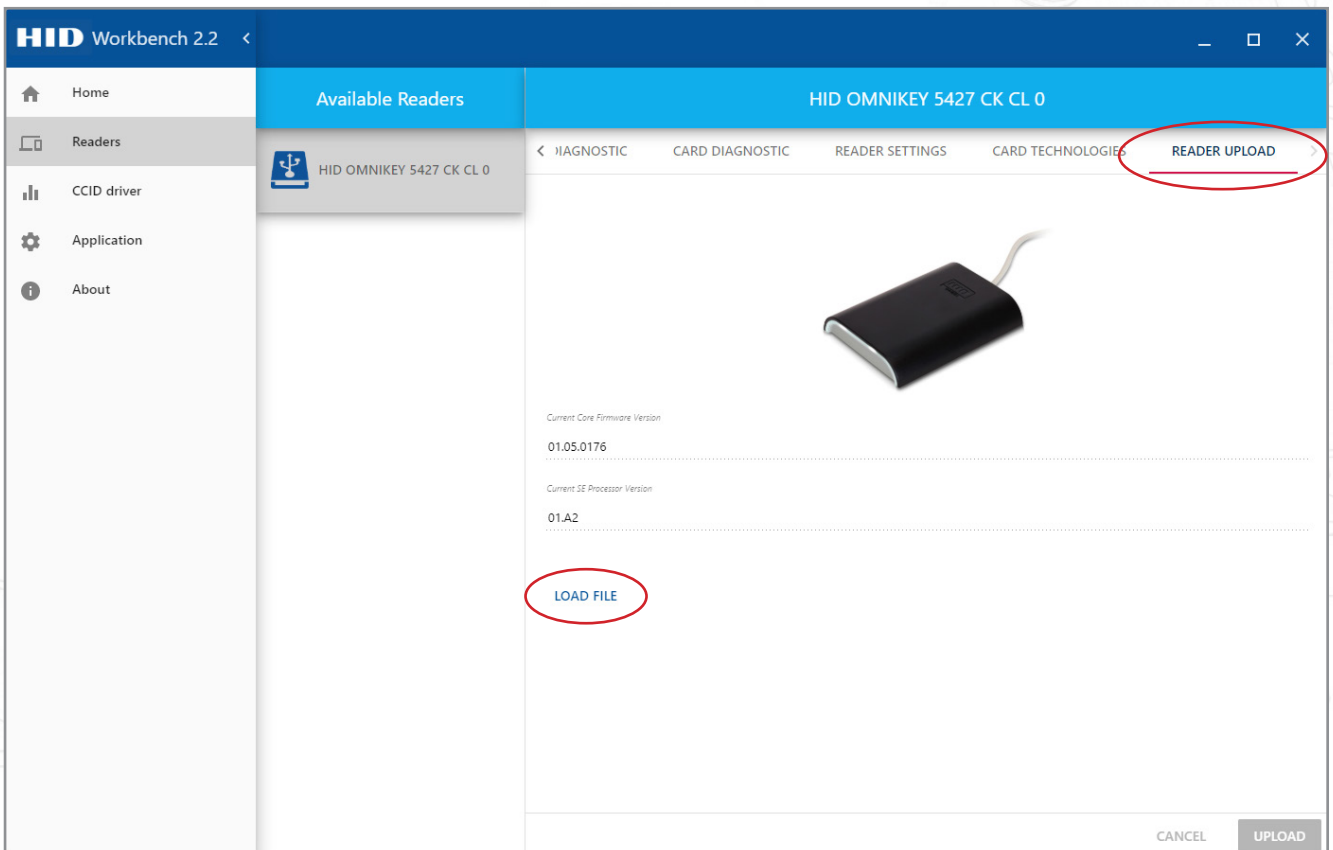 HID Workbench 2.2
Home
Readers
CCID driver
Application
About
Available Readers
HID OMNIKEY 5427 CK CL 0
HID OMNIKEY 5427 CK CL 0
IAGNOSTIC CARD DIAGNOSTIC READER SETTINGS CARD TECHNOLOGIES READER UPLOAD
Current Core Firmware Version
01.05.0176
Current SE Processor Version
01.A2
LOAD FILE
CANCEL UPLOAD